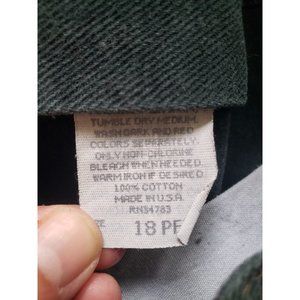 TUMBLE DRY MEDIUM.
WASH DARK AND RED
COLORS SEPARATELY.
ONLY NON-CHLORINE
BLEACH WHEN NEEDED.
WARM IRON IF DESIRED
100% COTTON
MADE IN U.S.A.
RN54763
18 PF